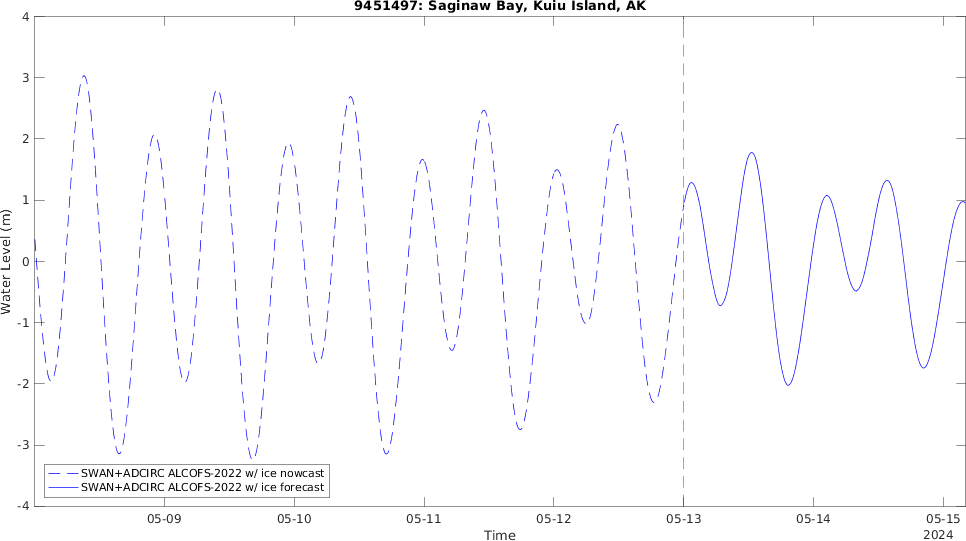 9451497: Saginaw Bay, Kuiu Island, AK
4
3
2
1
0
-1
-2
-3
-4
Water Level (m)
SWAN+ADCIRC ALCOFS-2022 w/ ice nowcast
SWAN+ADCIRC ALCOFS-2022 w/ ice forecast
05-09 05-10 05-11 05-12 05-13 05-14 05-15
Time 2024